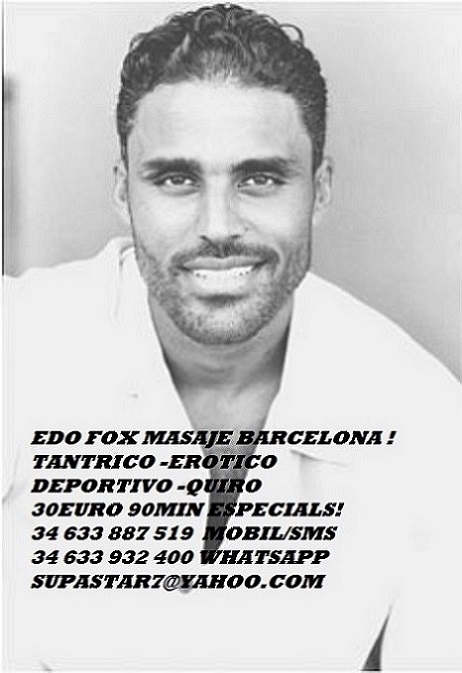 EDO FOX MASAJE BARCELONA !
TANTRICO -EROTICO
DEPORTIVO -QUIRO
30EURO 90MIN ESPECIALS!
34 633 887 519 MOBIL/SMS
34 633 932 400 WHATSAPP
SUPASTAR7@YAHOO.COM